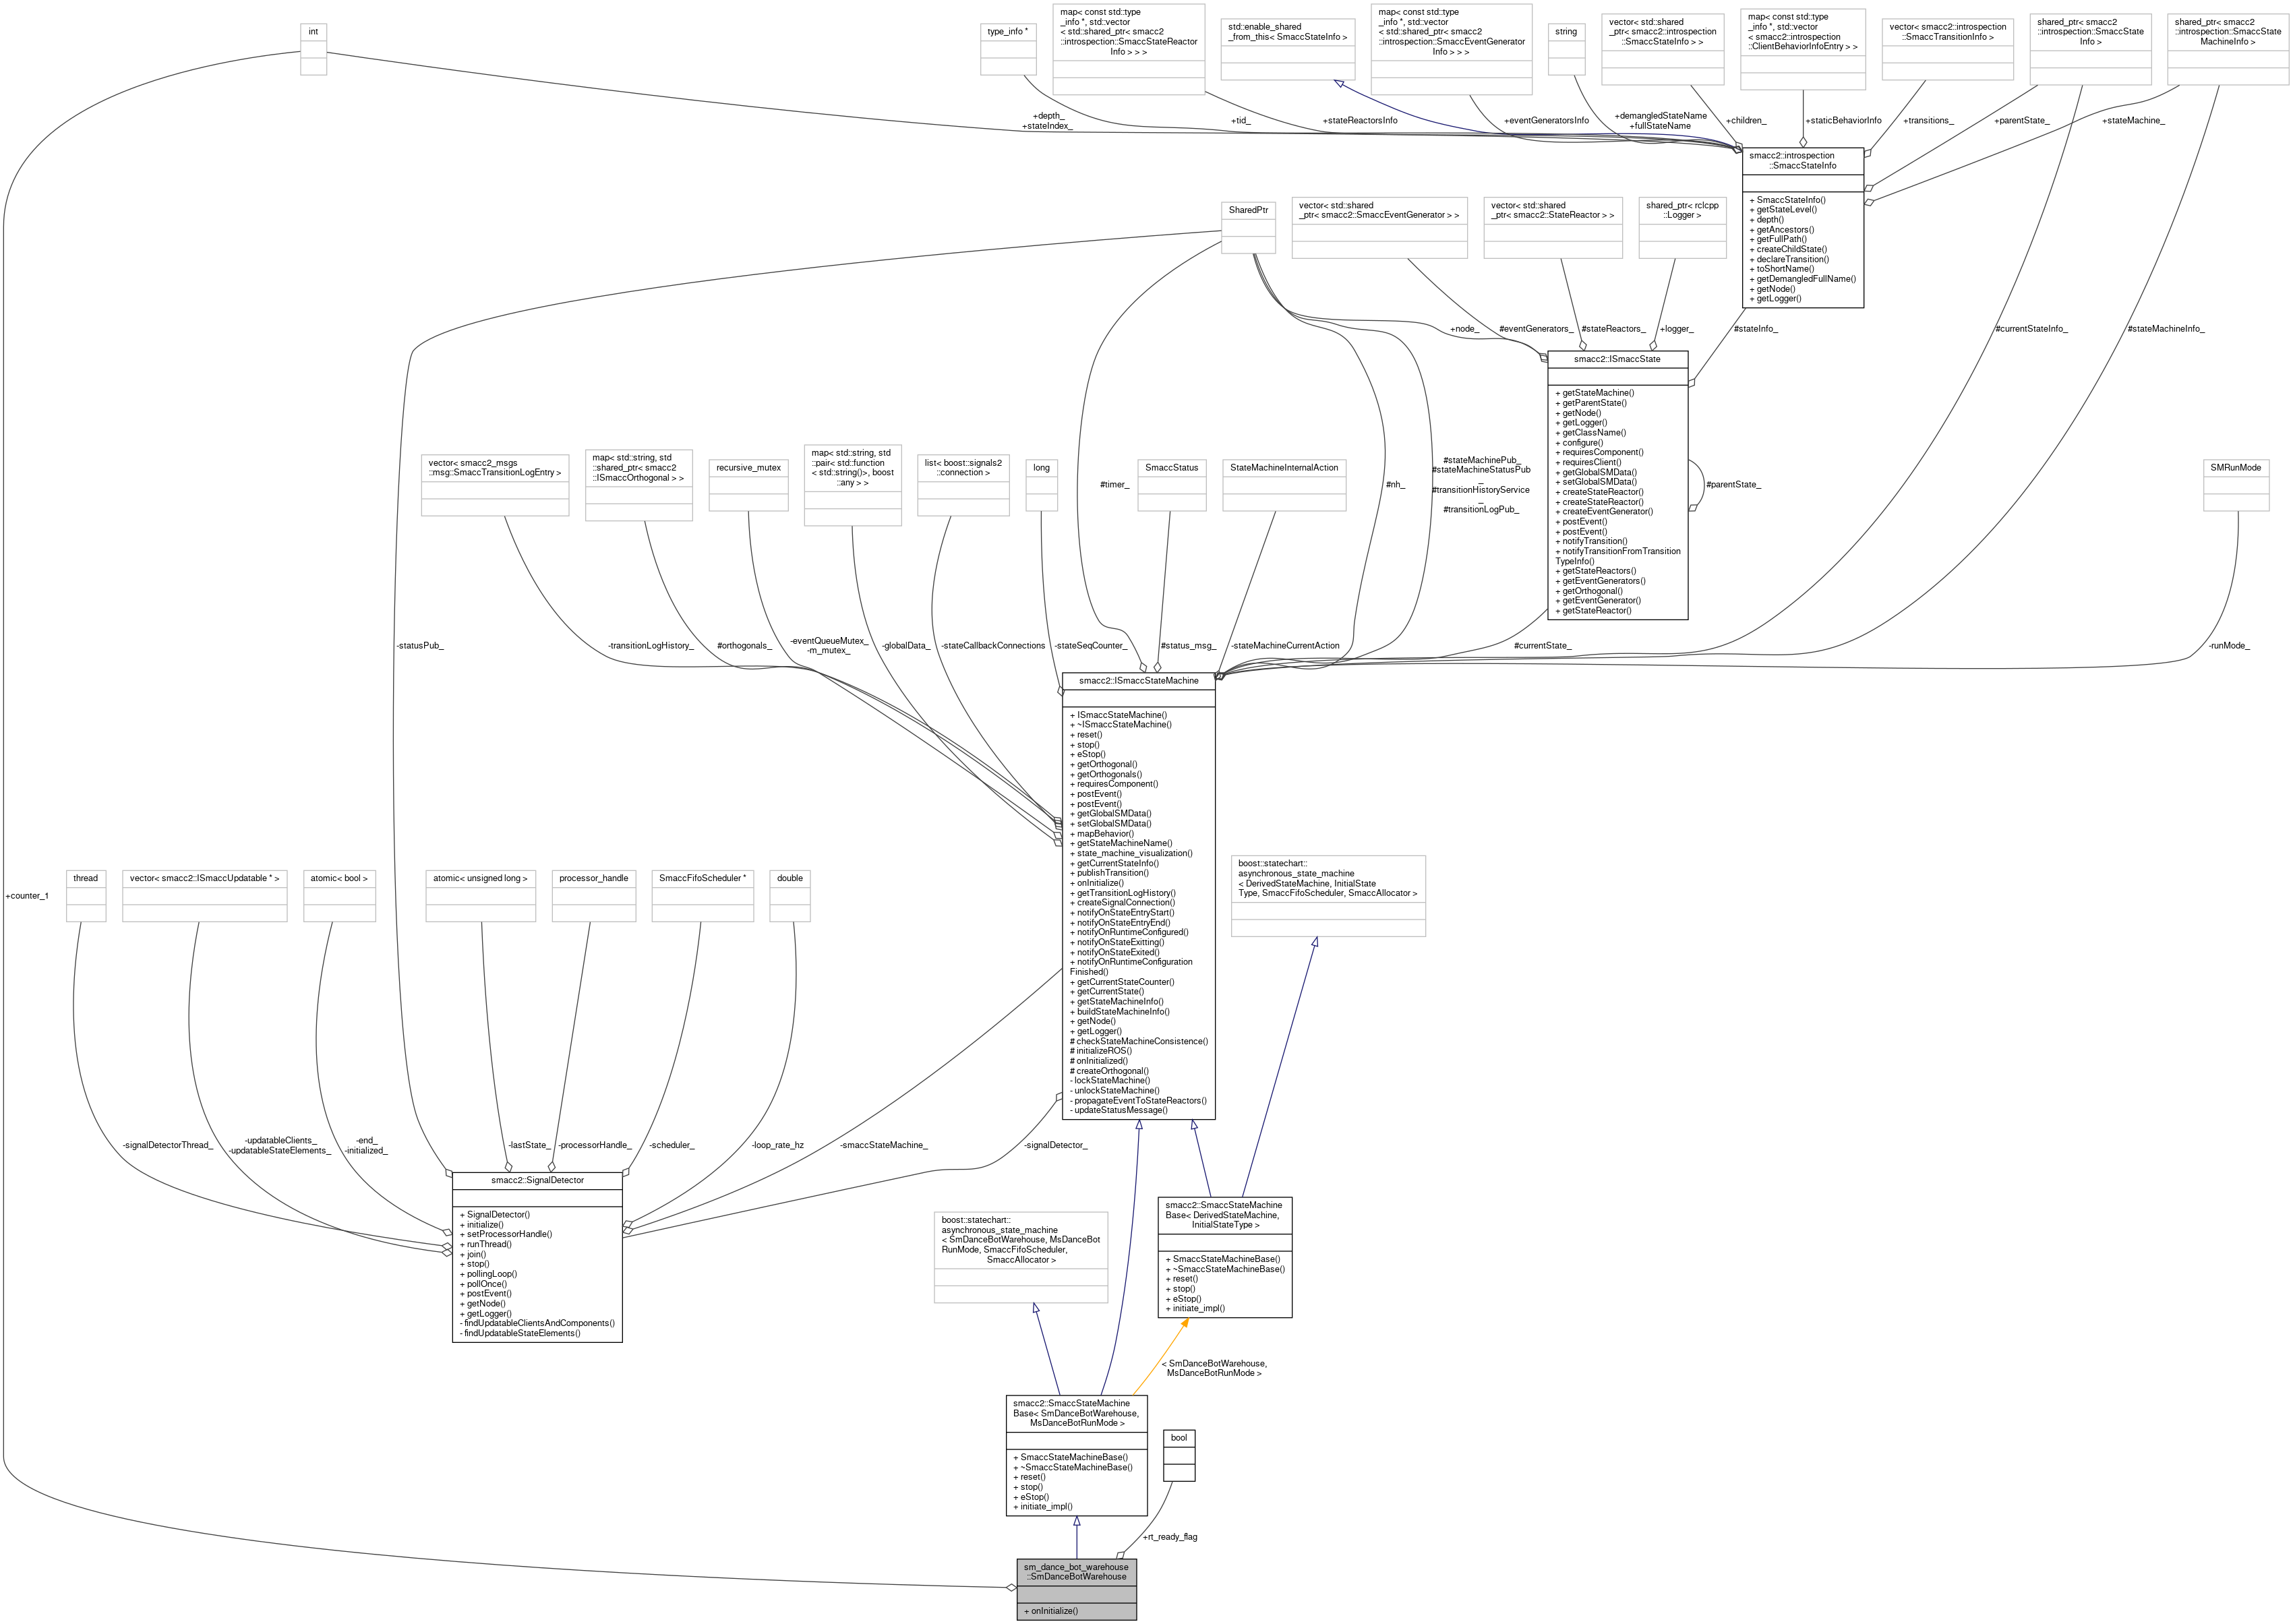 int
type_info *
map< const std::type
_info *, std::vector
< std::shared_ptr< smacc2
::introspection::SmaccStateReactor
Info > > >
std::enable_shared
_from_this< SmaccStateInfo >
map< const std::type
_info *, std::vector
< std::shared_ptr< smacc2
::introspection::SmaccEventGenerator
Info > > >
string
vector< std::shared
_ptr< smacc2::introspection
::SmaccStateInfo > >
map< const std::type
_info *, std::vector
< smacc2::introspection
::ClientBehaviorInfoEntry > >
vector< smacc2::introspection
::SmaccTransitionInfo >
shared_ptr< smacc2
::introspection::SmaccState
Info >
shared_ptr< smacc2
::introspection::SmaccState
MachineInfo >
+depth_
+stateIndex_
+tid_
+stateReactorsInfo
+eventGeneratorsInfo
+demangledStateName
+fullStateName
+children_
+staticBehaviorInfo
+transitions_
+parentState_
+stateMachine_
smacc2::introspection
::SmaccStateInfo
+ SmaccStateInfo()
+ getStateLevel()
+ depth()
+ getAncestors()
+ getFullPath()
+ createChildState()
+ declareTransition()
+ toShortName()
+ getDemangledFullName()
+ getNode()
+ getLogger()
SharedPtr
vector< std::shared
_ptr< smacc2::SmaccEventGenerator > >
vector< std::shared
_ptr< smacc2::StateReactor > >
shared_ptr< rclcpp
::Logger >
+node_
#eventGenerators_
#stateReactors_
+logger_
#stateInfo_
#currentStateInfo_
#stateMachineInfo_
smacc2::ISmaccState
+ getStateMachine()
+ getParentState()
+ getNode()
+ getLogger()
+ getClassName()
+ configure()
+ requiresComponent()
+ requiresClient()
+ getGlobalSMData()
+ setGlobalSMData()
+ createStateReactor()
+ createStateReactor()
+ createEventGenerator()
+ postEvent()
+ postEvent()
+ notifyTransition()
+ notifyTransitionFromTransition
TypeInfo()
+ getStateReactors()
+ getEventGenerators()
+ getOrthogonal()
+ getEventGenerator()
+ getStateReactor()
#parentState_
vector< smacc2_msgs
::msg::SmaccTransitionLogEntry >
map< std::string, std
::shared_ptr< smacc2
::ISmaccOrthogonal > >
recursive_mutex
map< std::string, std
::pair< std::function
< std::string()>, boost
::any > >
list< boost::signals2
::connection >
long
SmaccStatus
StateMachineInternalAction
SMRunMode
#timer_
#nh_
#stateMachinePub_
#stateMachineStatusPub
_
#transitionHistoryService
_
#transitionLogPub_
-statusPub_
-transitionLogHistory_
#orthogonals_
-eventQueueMutex_
-m_mutex_
-globalData_
-stateCallbackConnections
-stateSeqCounter_
#status_msg_
-stateMachineCurrentAction
#currentState_
-runMode_
smacc2::ISmaccStateMachine
+ ISmaccStateMachine()
+ ~ISmaccStateMachine()
+ reset()
+ stop()
+ eStop()
+ getOrthogonal()
+ getOrthogonals()
+ requiresComponent()
+ postEvent()
+ postEvent()
+ getGlobalSMData()
+ setGlobalSMData()
+ mapBehavior()
+ getStateMachineName()
+ state_machine_visualization()
+ getCurrentStateInfo()
+ publishTransition()
+ onInitialize()
+ getTransitionLogHistory()
+ createSignalConnection()
+ notifyOnStateEntryStart()
+ notifyOnStateEntryEnd()
+ notifyOnRuntimeConfigured()
+ notifyOnStateExitting()
+ notifyOnStateExited()
+ notifyOnRuntimeConfiguration
Finished()
+ getCurrentStateCounter()
+ getCurrentState()
+ getStateMachineInfo()
+ buildStateMachineInfo()
+ getNode()
+ getLogger()
# checkStateMachineConsistence()
# initializeROS()
# onInitialized()
# createOrthogonal()
- lockStateMachine()
- unlockStateMachine()
- propagateEventToStateReactors()
- updateStatusMessage()
+counter_1
thread
vector< smacc2::ISmaccUpdatable * >
atomic< bool >
atomic< unsigned long >
processor_handle
SmaccFifoScheduler *
double
boost::statechart::
asynchronous_state_machine
< DerivedStateMachine, InitialState
Type, SmaccFifoScheduler, SmaccAllocator >
-signalDetectorThread_
-updatableClients_
-updatableStateElements_
-end_
-initialized_
-lastState_
-processorHandle_
-scheduler_
-loop_rate_hz
-smaccStateMachine_
-signalDetector_
smacc2::SignalDetector
+ SignalDetector()
+ initialize()
+ setProcessorHandle()
+ runThread()
+ join()
+ stop()
+ pollingLoop()
+ pollOnce()
+ postEvent()
+ getNode()
+ getLogger()
- findUpdatableClientsAndComponents()
- findUpdatableStateElements()
boost::statechart::
asynchronous_state_machine
< SmDanceBotWarehouse, MsDanceBot
RunMode, SmaccFifoScheduler,
SmaccAllocator >
smacc2::SmaccStateMachine
Base< DerivedStateMachine,
InitialStateType >
+ SmaccStateMachineBase()
+ ~SmaccStateMachineBase()
+ reset()
+ stop()
+ eStop()
+ initiate_impl()
< SmDanceBotWarehouse,
MsDanceBotRunMode >
smacc2::SmaccStateMachine
Base< SmDanceBotWarehouse,
MsDanceBotRunMode >
+ SmaccStateMachineBase()
+ ~SmaccStateMachineBase()
+ reset()
+ stop()
+ eStop()
+ initiate_impl()
bool
+rt_ready_flag
sm_dance_bot_warehouse
::SmDanceBotWarehouse
+ onInitialize()